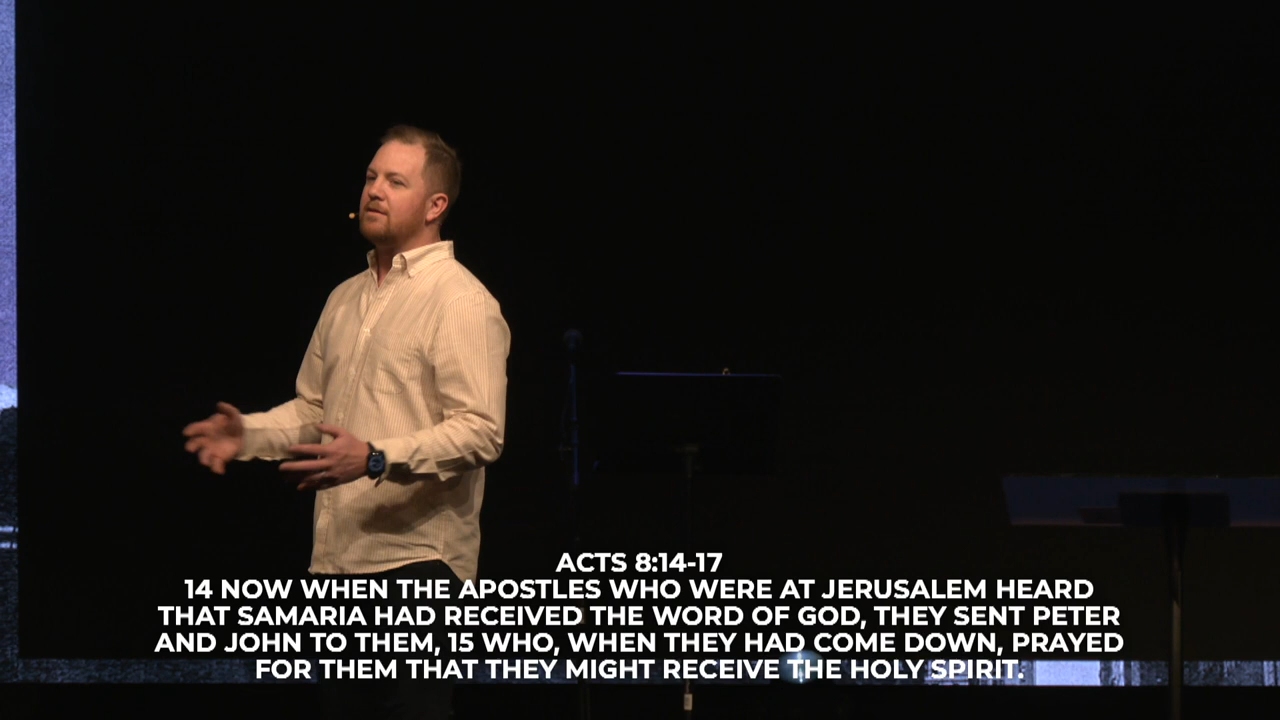 ACTS 8:14-17
14 NOW WHEN THE APOSTLES WHO WERE AT JERUSALEM HEARD
THAT SAMARIA HAD RECEIVED THE WORD OF GOD, THEY SENT PETER
AND JOHN TO THEM, 15 WHO, WHEN THEY HAD COME DOWN, PRAYED
FOR THEM THAT THEY MIGHT RECEIVE THE HOLY SPIRIT.